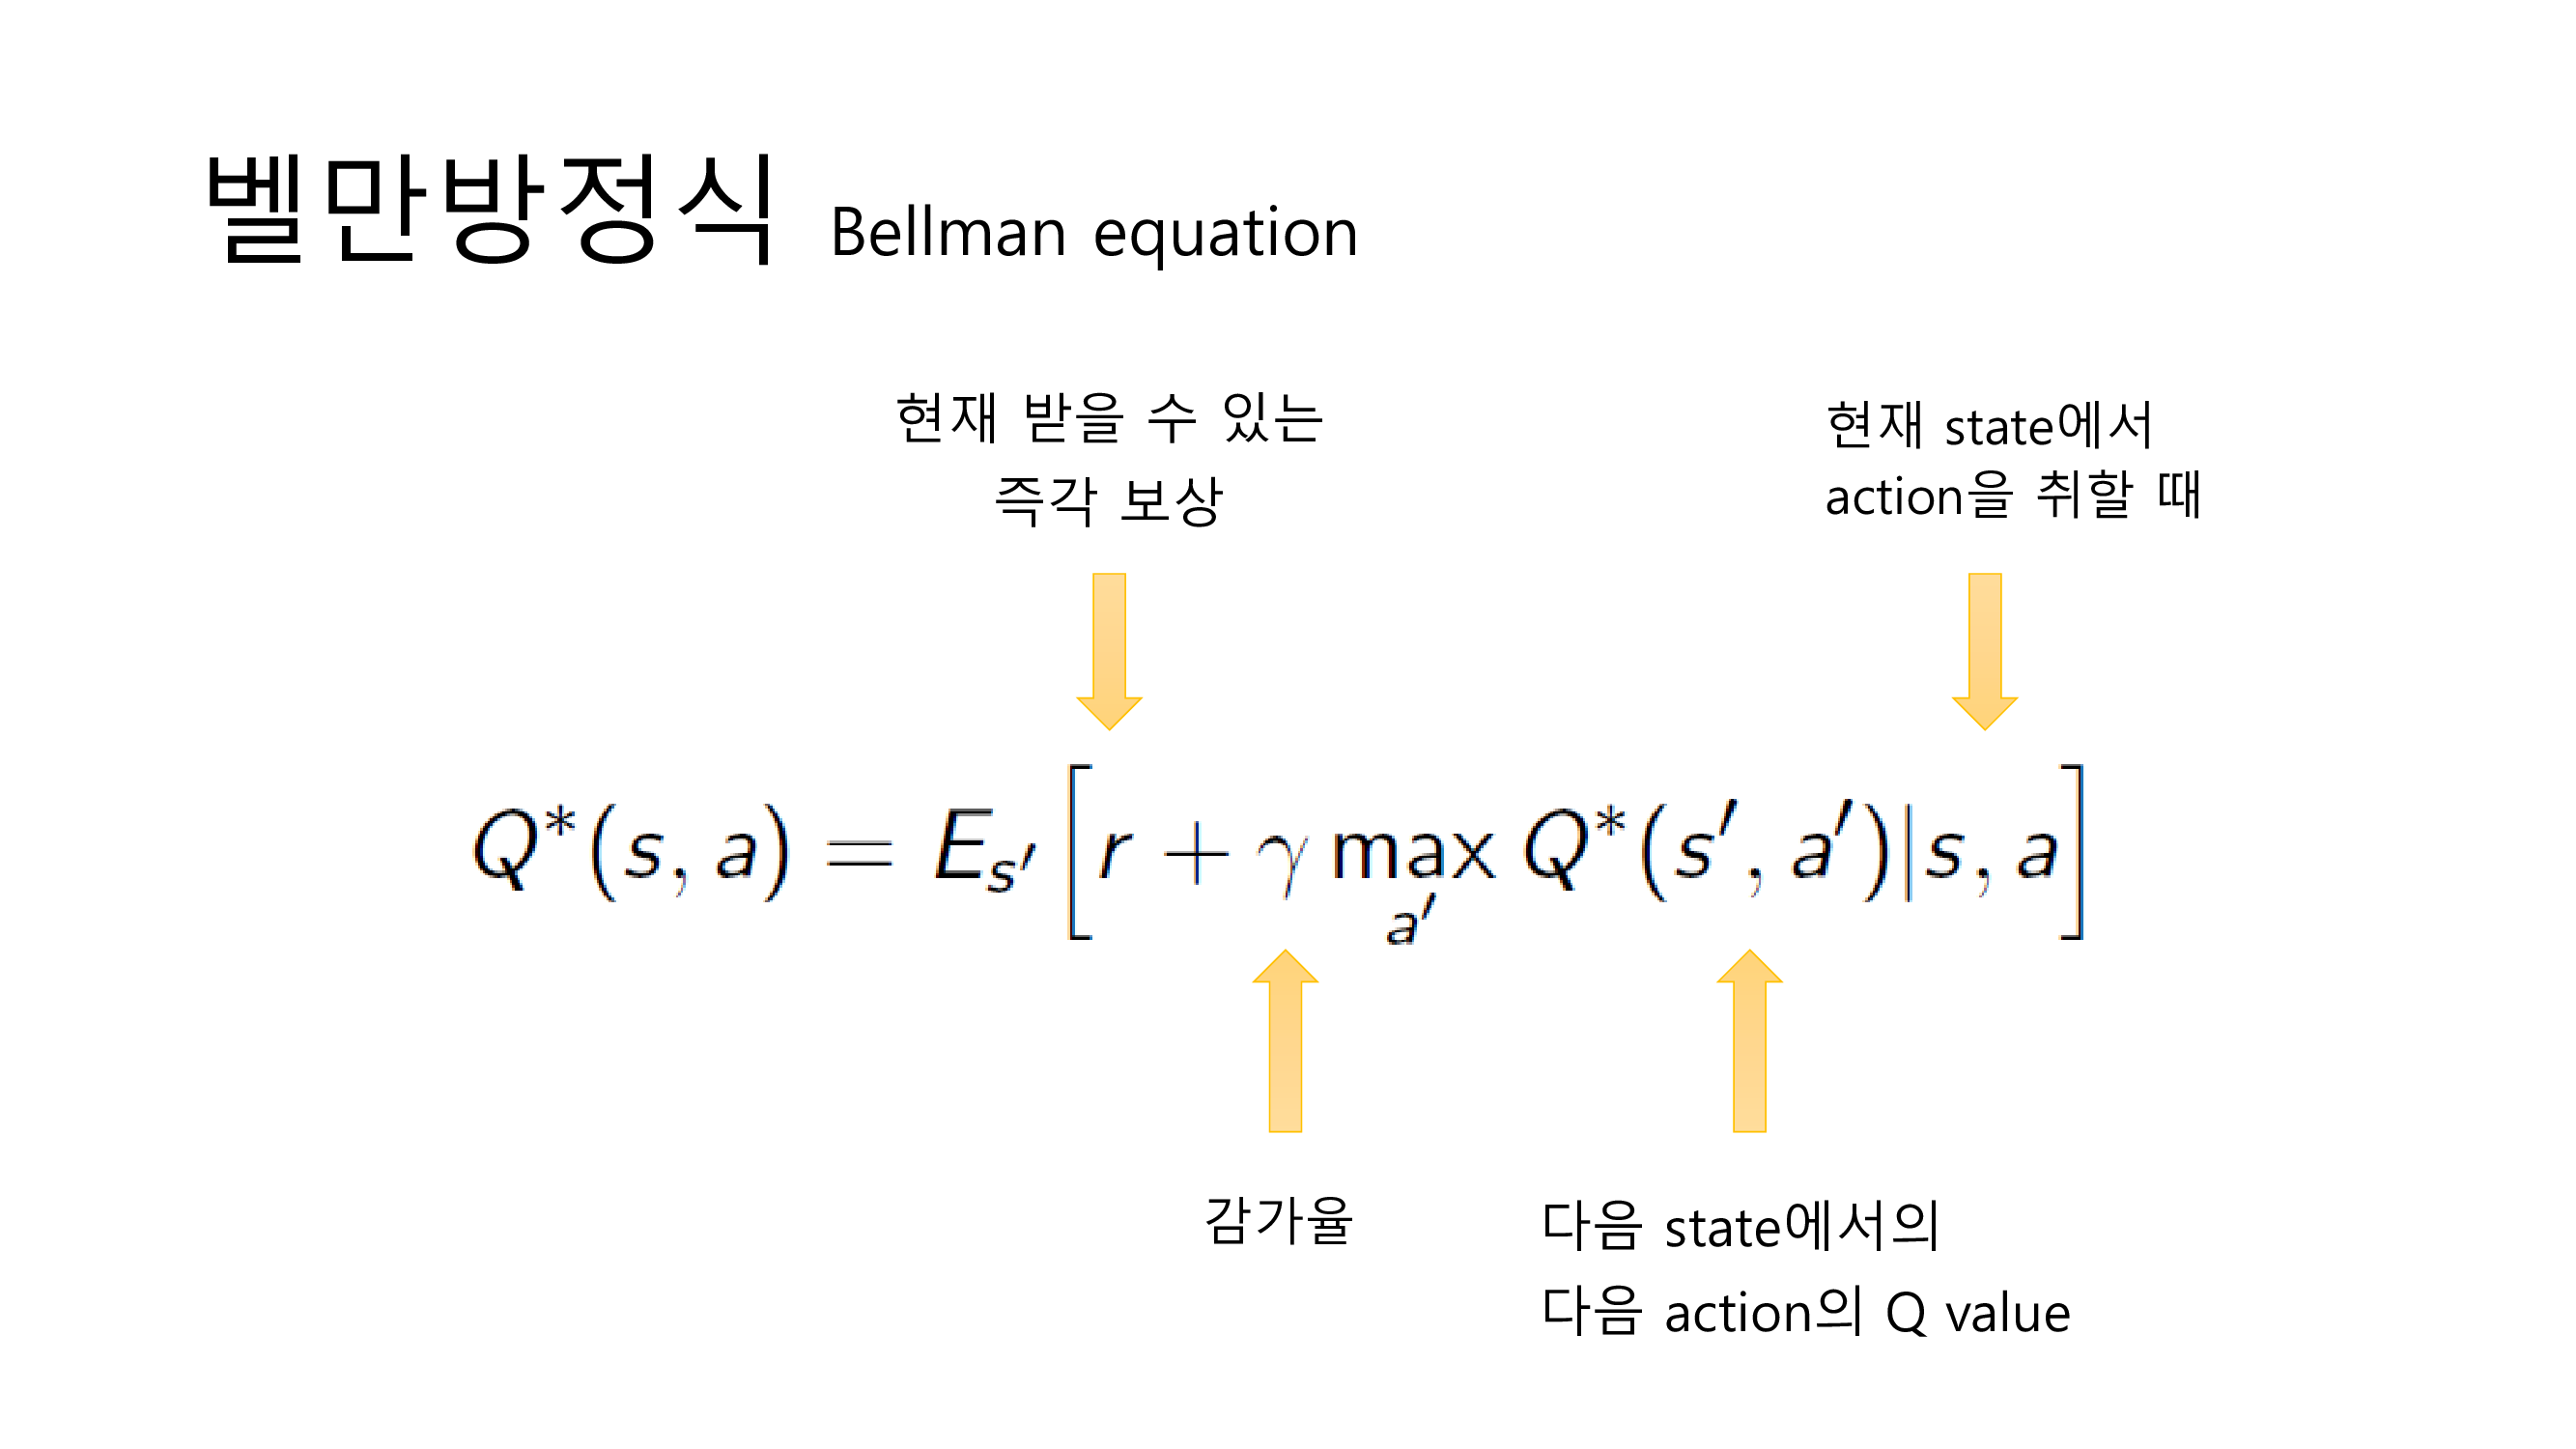 벨만방정식 Bellman equation
현재 받을 수 있는
즉각 보상
현재 state에서
action을 취할 때
Q*(s, a) = E_{s′} [r + γ max_{a′} Q*(s′, a′)|s, a]
감가율
다음 state에서의
다음 action의 Q value